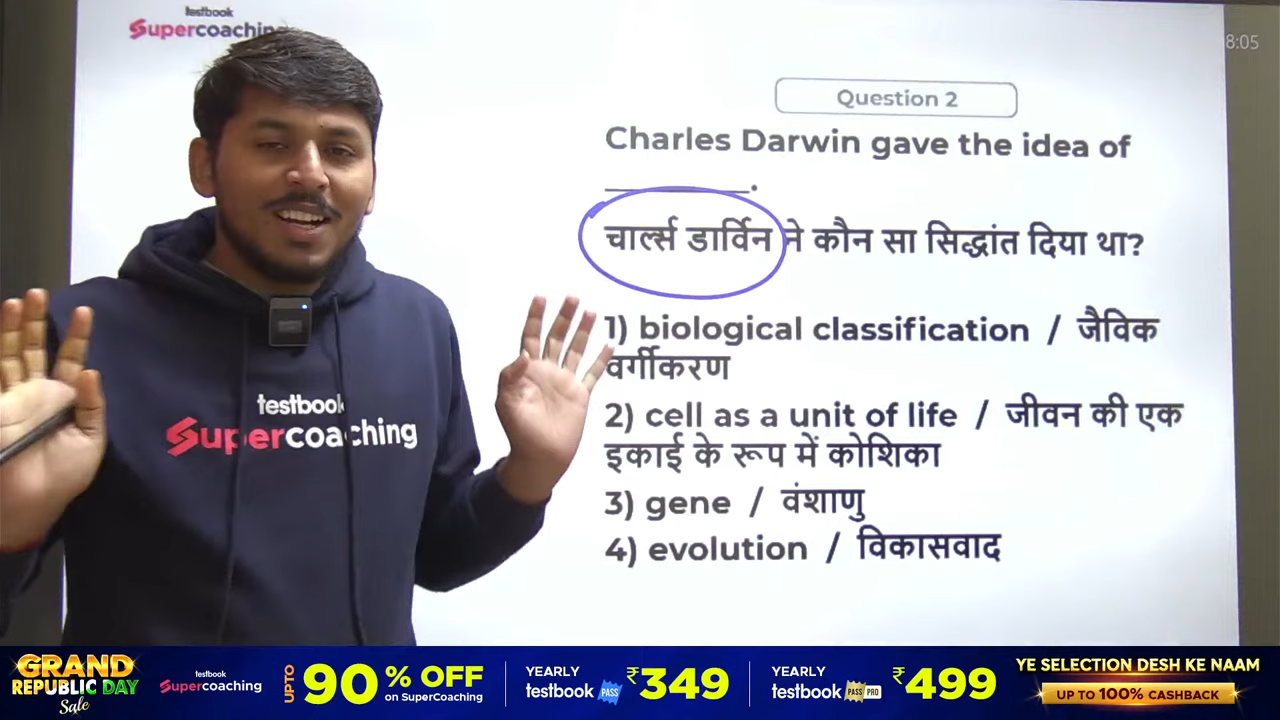 testbook
Supercoaching
8:05
Question 2
Charles Darwin gave the idea of
__________.
चार्ल्स डार्विन ने कौन सा सिद्धांत दिया था?
1) biological classification / जैविक
वर्गीकरण
2) cell as a unit of life / जीवन की एक
इकाई के रूप में कोशिका
3) gene / वंशाणु
4) evolution / विकासवाद
testbook
Supercoaching
GRAND
REPUBLIC DAY
Sale
testbook
Supercoaching
UPTO 90% OFF
on SuperCoaching
YEARLY
testbook PASS ₹349
YEARLY
testbook PASS PRO ₹499
YE SELECTION DESH KE NAAM
UP TO 100% CASHBACK